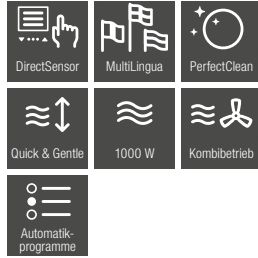 DirectSensor
MultiLingua
PerfectClean
Quick & Gentle
1000 W
Kombibetrieb
Automatik-
programme